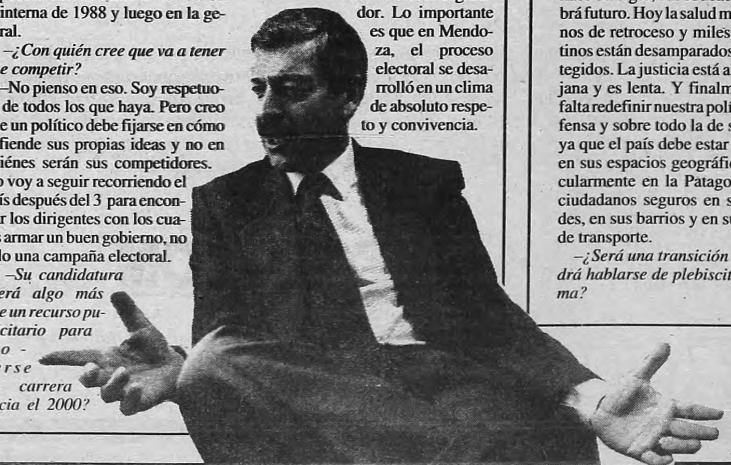 interna de 1988 y luego en la ge-
ral.
–¿Con quién cree que va a tener
e competir?
–No pienso en eso. Soy respetuo-
de todos los que haya. Pero creo
e un político debe fijarse en cómo
fiende sus propias ideas y no en
iénes serán sus competidores.
o voy a seguir recorriendo el
ís después del 3 para encon-
r los dirigentes con los cua-
s armar un buen gobierno, no
lo una campaña electoral.
–Su candidatura
erá algo más
e un recurso pu-
citario para
o -
r s e
carrera
cia el 2000?
dor. Lo importante
es que en Mendo-
za, el proceso
electoral se desa-
rrolló en un clima
de absoluto respe-
to y convivencia.
brá futuro. Hoy la salud m
nos de retroceso y miles
tinos están desamparados
tegidos. La justicia está a
jana y es lenta. Y finalm
falta redefinir nuestra polí
fensa y sobre todo la de s
ya que el país debe estar
en sus espacios geográfic
cularmente en la Patago
ciudadanos seguros en s
des, en sus barrios y en su
de transporte.
–¿Será una transición
drá hablarse de plebiscit
ma?